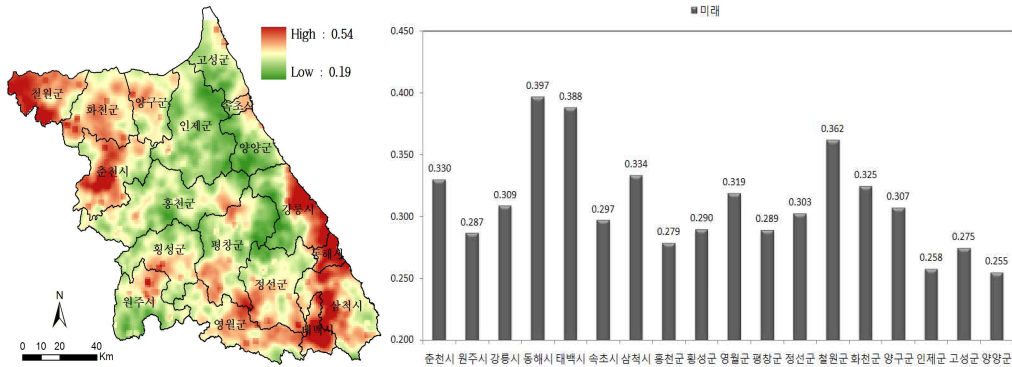 High : 0.54
Low : 0.19
고성군
철원군
화천군
양구군
속초시
인제군
양양군
춘천시
홍천군
강릉시
횡성군
평창군
동해시
정선군
원주시
삼척시
영월군
태백시
N
0 10 20 40
Km
미래
0.450
0.400
0.350
0.300
0.250
0.200
0.330
0.287
0.309
0.397
0.388
0.297
0.334
0.279
0.290
0.319
0.289
0.303
0.362
0.325
0.307
0.258
0.275
0.255
춘천시 원주시 강릉시 동해시 태백시 속초시 삼척시 홍천군 횡성군 영월군 평창군 정선군 철원군 화천군 양구군 인제군 고성군 양양군